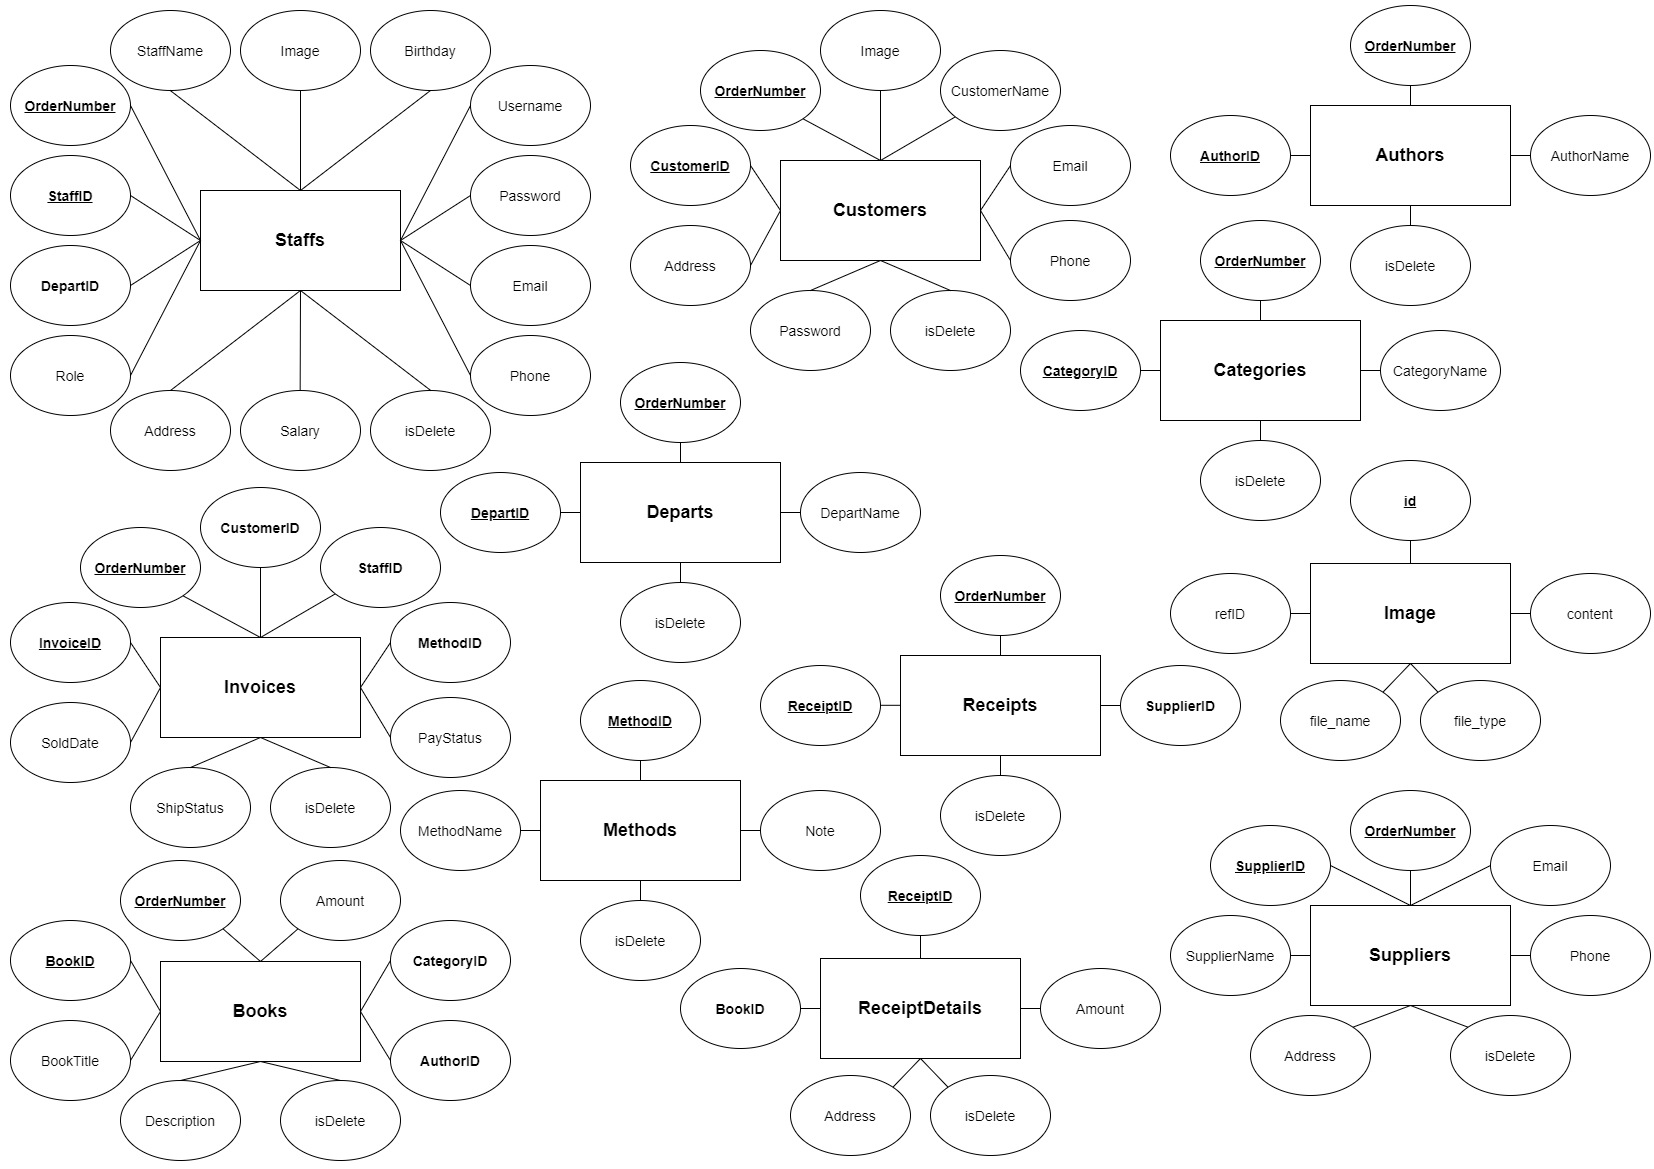 StaffName
Image
Birthday
OrderNumber
Username
StaffID
Password
Staffs
DepartID
Email
Role
Phone
Address
Salary
isDelete
Image
OrderNumber
CustomerName
CustomerID
Email
Customers
Address
Phone
Password
isDelete
OrderNumber
AuthorID
Authors
AuthorName
isDelete
OrderNumber
CategoryID
Categories
CategoryName
isDelete
OrderNumber
DepartID
Departs
DepartName
isDelete
CustomerID
OrderNumber
StaffID
InvoiceID
MethodID
Invoices
SoldDate
PayStatus
ShipStatus
isDelete
OrderNumber
ReceiptID
Receipts
SupplierID
isDelete
id
refID
Image
content
file_name
file_type
MethodID
MethodName
Methods
Note
isDelete
OrderNumber
Amount
BookID
CategoryID
Books
BookTitle
AuthorID
Description
isDelete
ReceiptID
BookID
ReceiptDetails
Amount
Address
isDelete
OrderNumber
SupplierID
Email
SupplierName
Suppliers
Phone
Address
isDelete